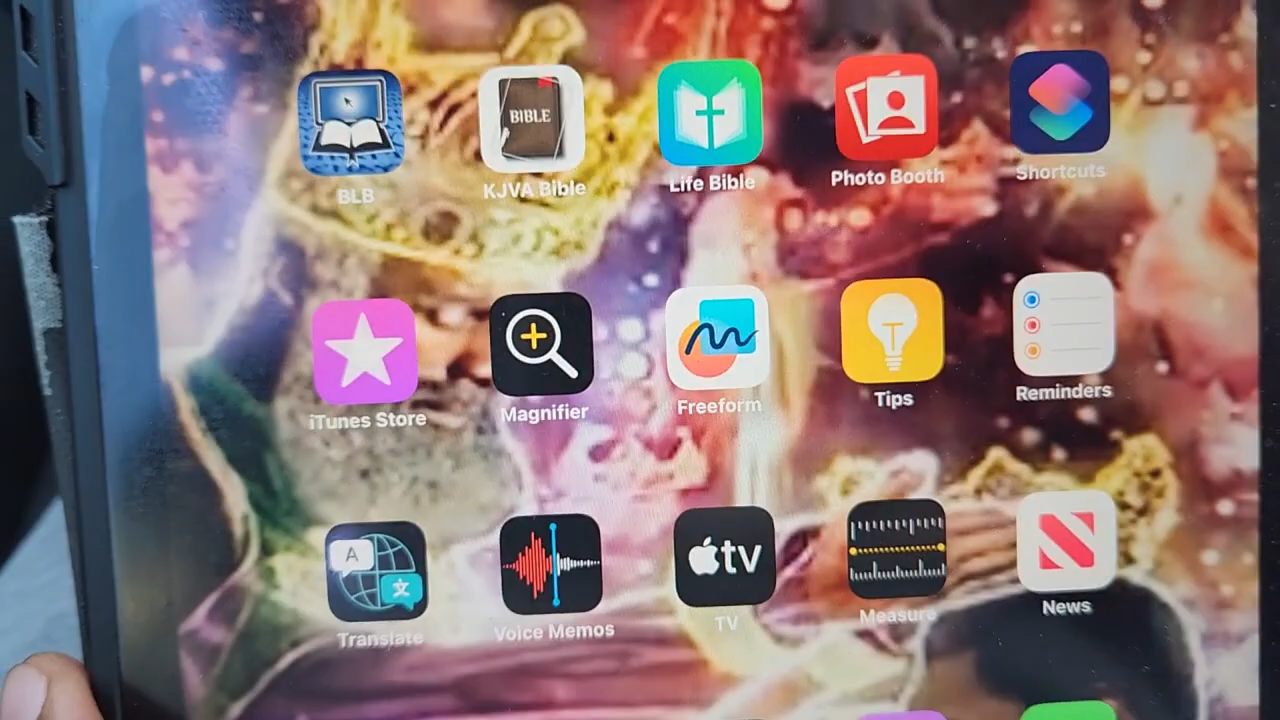 BIBLE
BLB
KJVA Bible
Life Bible
Photo Booth
Shortcuts
iTunes Store
Magnifier
Freeform
Tips
Reminders
A
文
tv
Translate
Voice Memos
TV
Measure
News